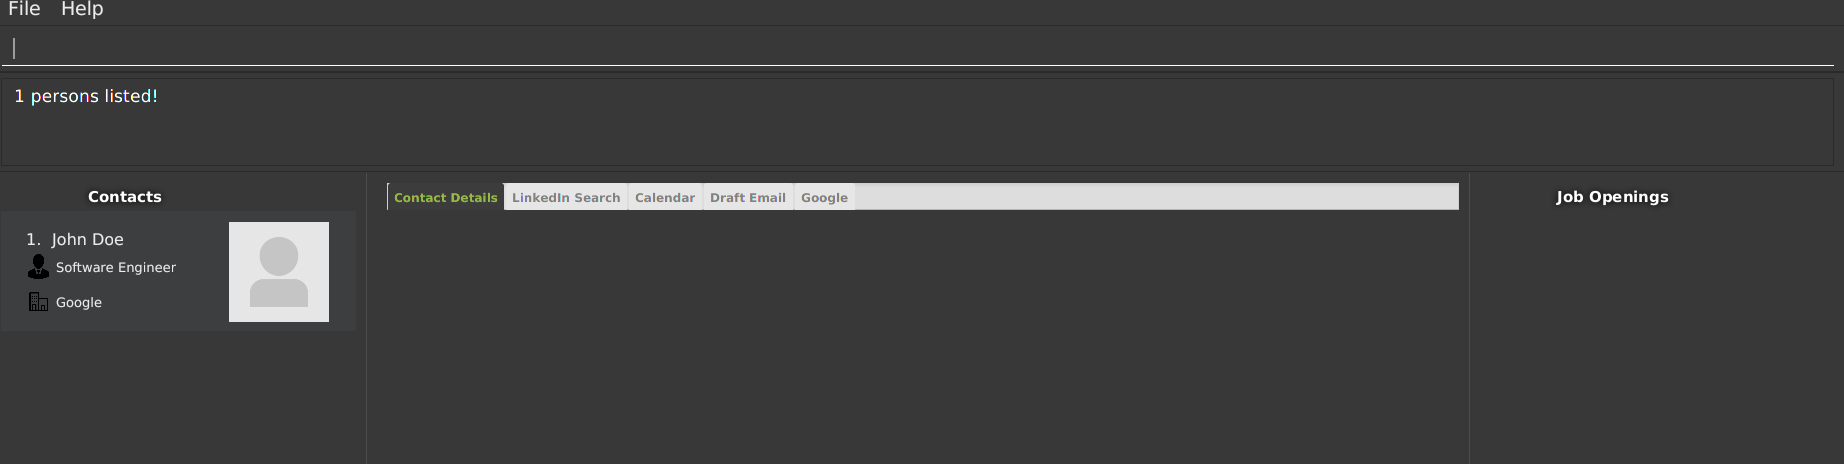 File Help
1 persons listed!
Contacts
1. John Doe
Software Engineer
Google
Contact Details LinkedIn Search Calendar Draft Email Google
Job Openings